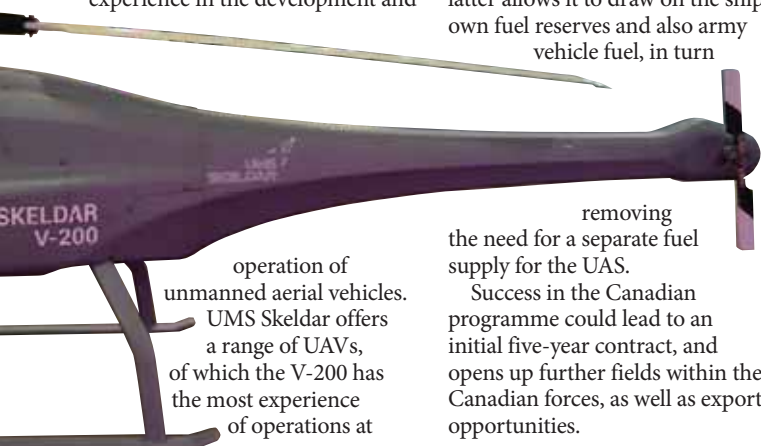 experience in the development and
operation of
unmanned aerial vehicles.
UMS Skeldar offers
a range of UAVs,
of which the V-200 has
the most experience
of operations at
latter allows it to draw on the ship
own fuel reserves and also army
vehicle fuel, in turn
removing
the need for a separate fuel
supply for the UAS.
Success in the Canadian
programme could lead to an
initial five-year contract, and
opens up further fields within the
Canadian forces, as well as export
opportunities.
UMS
SKELDAR
SKELDAR
V-200